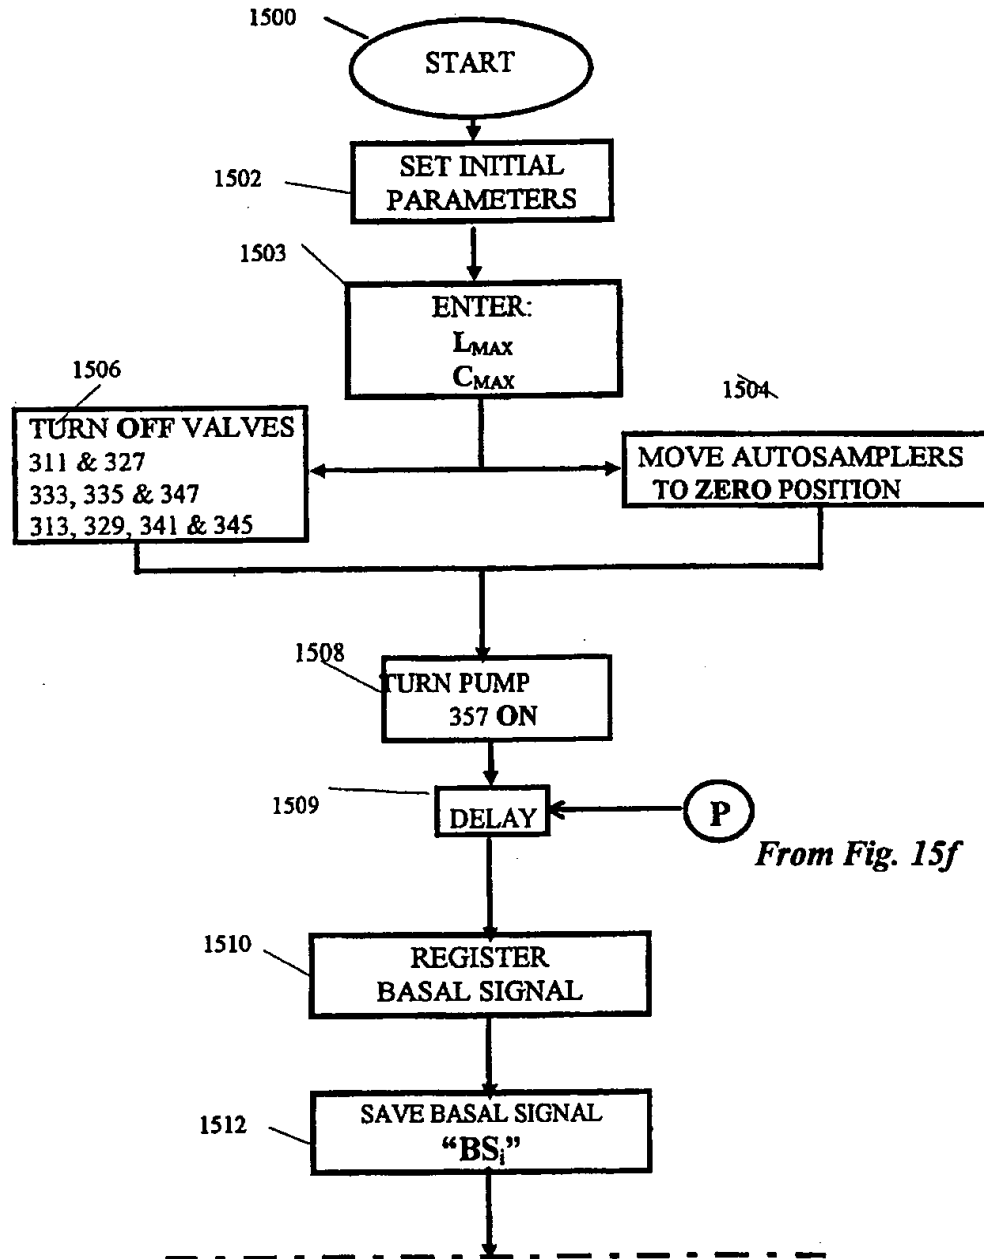 1500
START
1502
SET INITIAL
PARAMETERS
1503
ENTER:
LMAX
CMAX
1506
TURN OFF VALVES
311 & 327
333, 335 & 347
313, 329, 341 & 345
1504
MOVE AUTOSAMPLERS
TO ZERO POSITION
1508
TURN PUMP
357 ON
1509
DELAY
P
From Fig. 15f
1510
REGISTER
BASAL SIGNAL
1512
SAVE BASAL SIGNAL
“BSi”